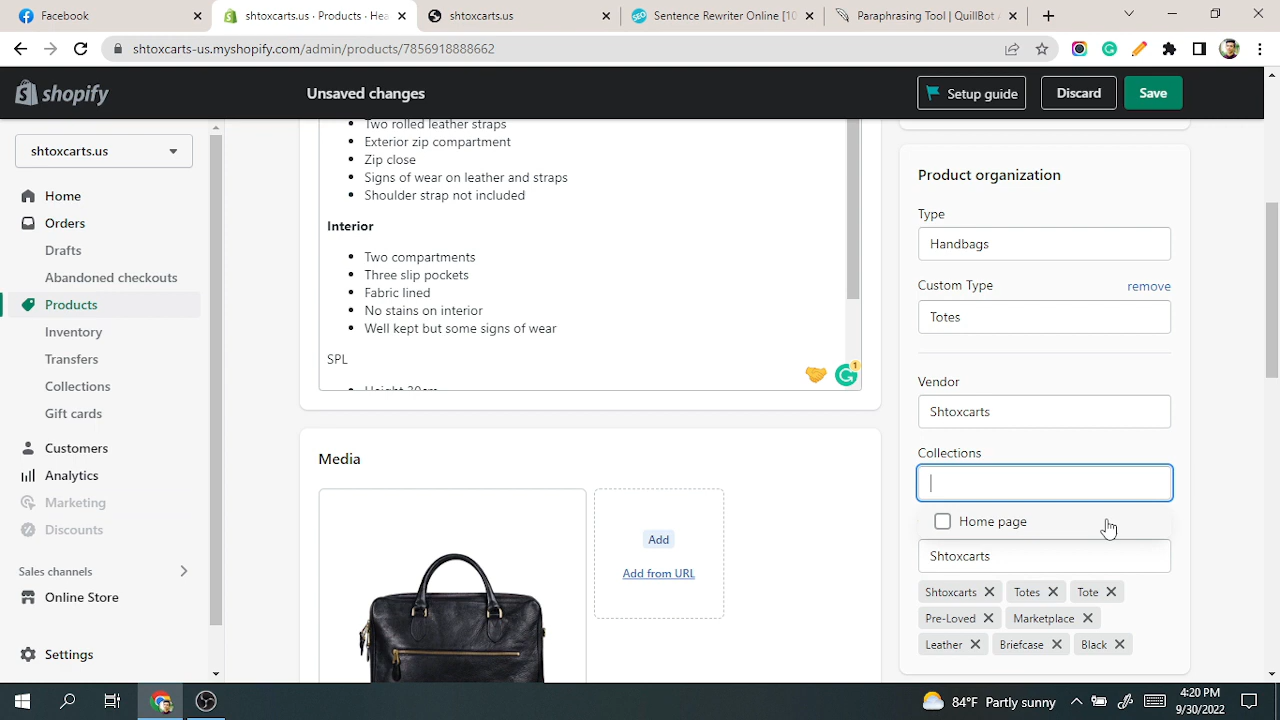 Facebook
shtoxcarts.us · Products · Hea
shtoxcarts.us
Sentence Rewriter Online [10
Paraphrasing Tool | QuillBot A
shtoxcarts-us.myshopify.com/admin/products/7856918888662
shopify
Unsaved changes
Setup guide
Discard
Save
shtoxcarts.us
Home
Orders
Drafts
Abandoned checkouts
Products
Inventory
Transfers
Collections
Gift cards
Customers
Analytics
Marketing
Discounts
Sales channels
Online Store
Settings
Two rolled leather straps
Exterior zip compartment
Zip close
Signs of wear on leather and straps
Shoulder strap not included
Interior
Two compartments
Three slip pockets
Fabric lined
No stains on interior
Well kept but some signs of wear
SPL
Height 30cm
1
Media
Add
Add from URL
Product organization
Type
Handbags
Custom Type remove
Totes
Vendor
Shtoxcarts
Collections
Home page
Shtoxcarts
Shtoxcarts Totes Tote
Pre-Loved Marketplace
Leather Briefcase Black
84°F Partly sunny
4:20 PM
9/30/2022